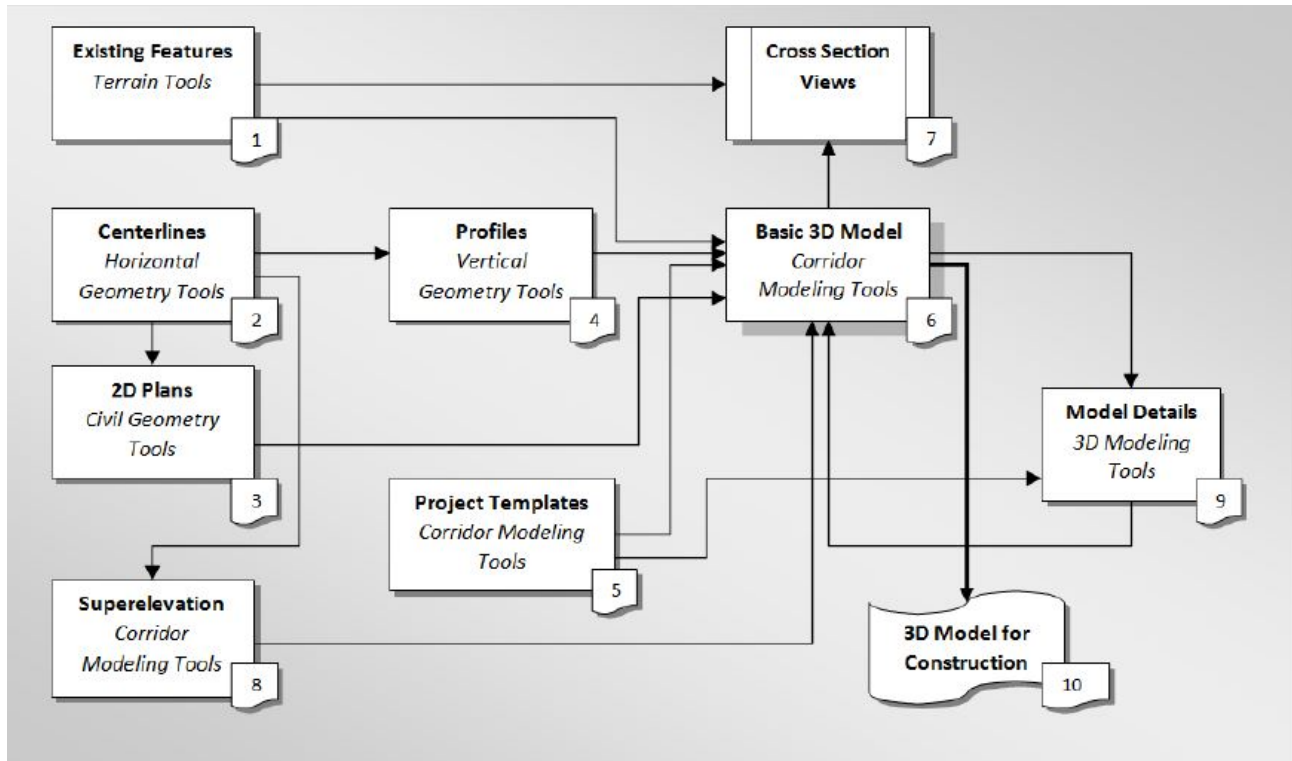 Existing Features
Terrain Tools
1
Cross Section
Views
7
Centerlines
Horizontal
Geometry Tools
2
Profiles
Vertical
Geometry Tools
4
Basic 3D Model
Corridor
Modeling Tools
6
2D Plans
Civil Geometry
Tools
3
Model Details
3D Modeling
Tools
9
Project Templates
Corridor Modeling
Tools
5
Superelevation
Corridor
Modeling Tools
8
3D Model for
Construction
10